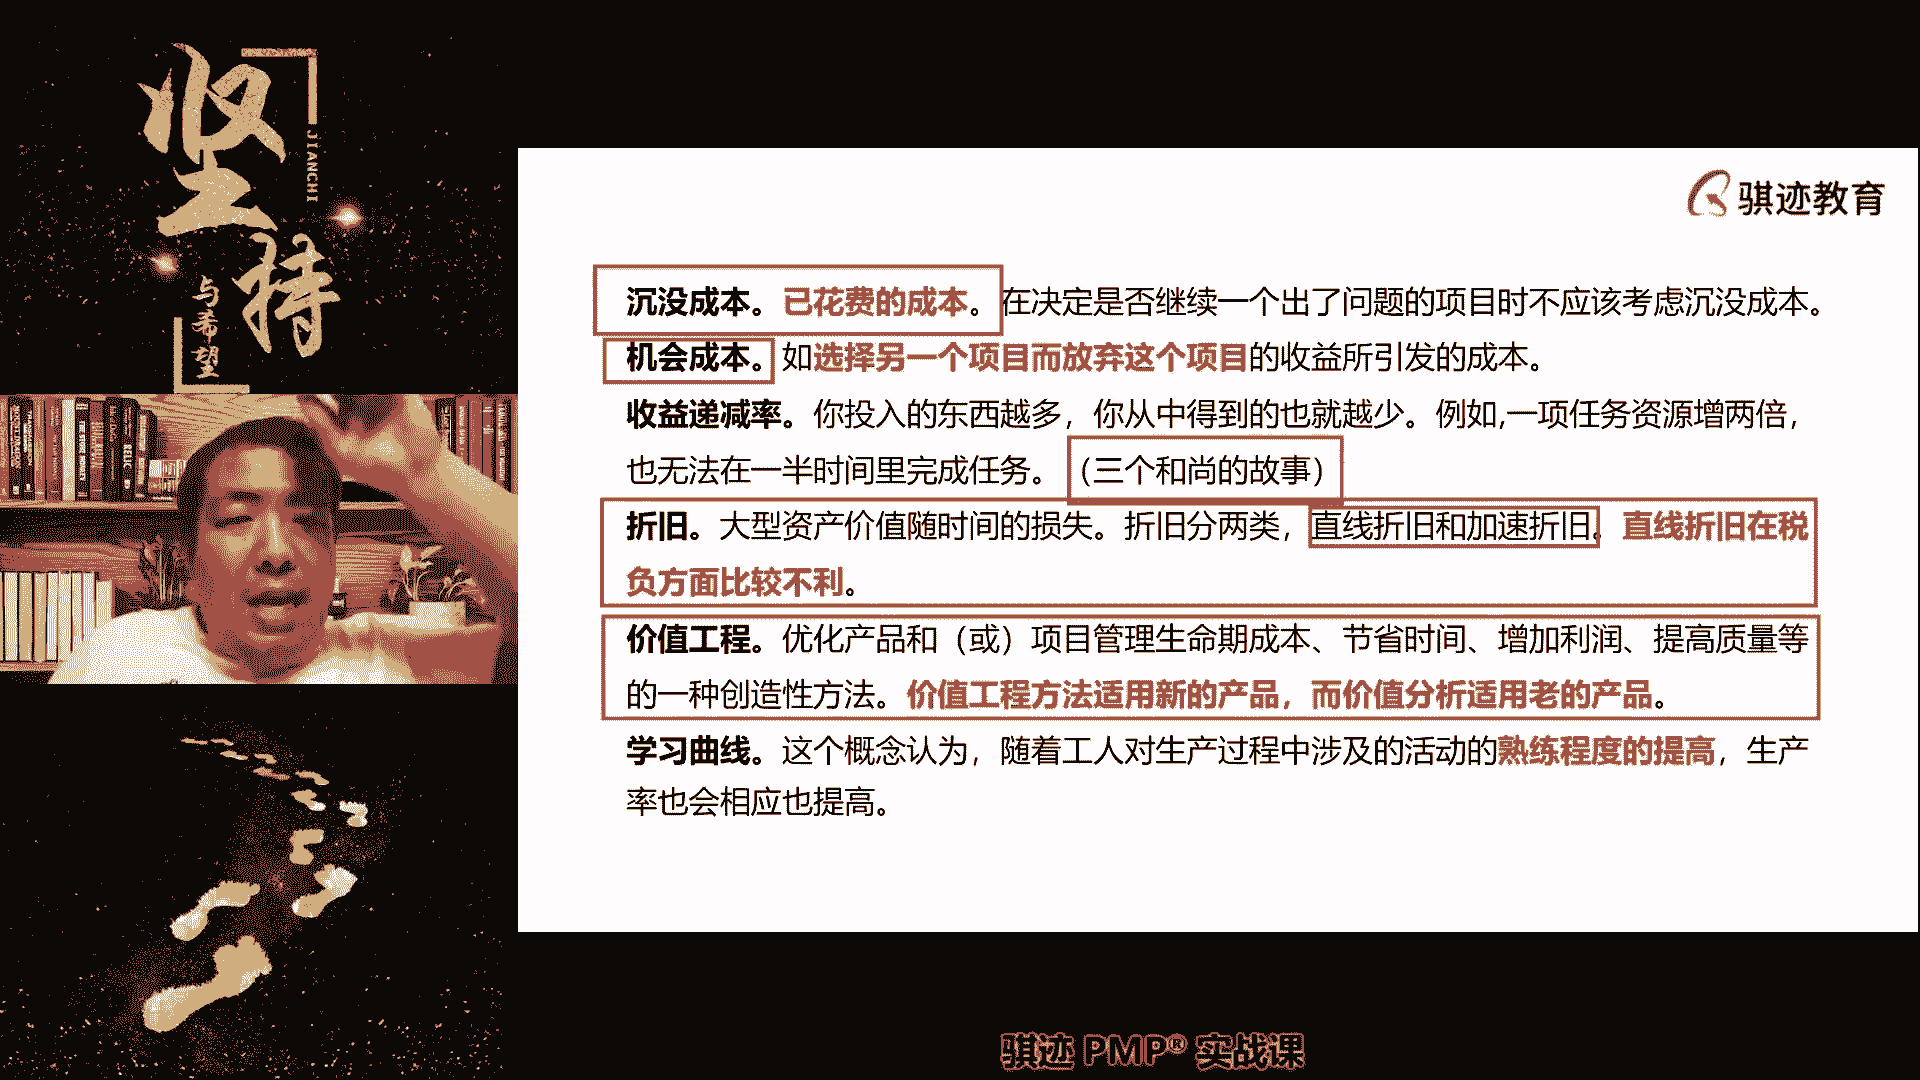 坚持
JIANCHI
与希望
骐迹教育
沉没成本。已花费的成本。在决定是否继续一个出了问题的项目时不应该考虑沉没成本。
机会成本。如选择另一个项目而放弃这个项目的收益所引发的成本。
收益递减率。你投入的东西越多，你从中得到的也就越少。例如,一项任务资源增两倍，
也无法在一半时间里完成任务。（三个和尚的故事）
折旧。大型资产价值随时间的损失。折旧分两类，直线折旧和加速折旧。直线折旧在税
负方面比较不利。
价值工程。优化产品和（或）项目管理生命期成本、节省时间、增加利润、提高质量等
的一种创造性方法。价值工程方法适用新的产品，而价值分析适用老的产品。
学习曲线。这个概念认为，随着工人对生产过程中涉及的活动的熟练程度的提高，生产
率也会相应也提高。
骐迹 PMP® 实战课